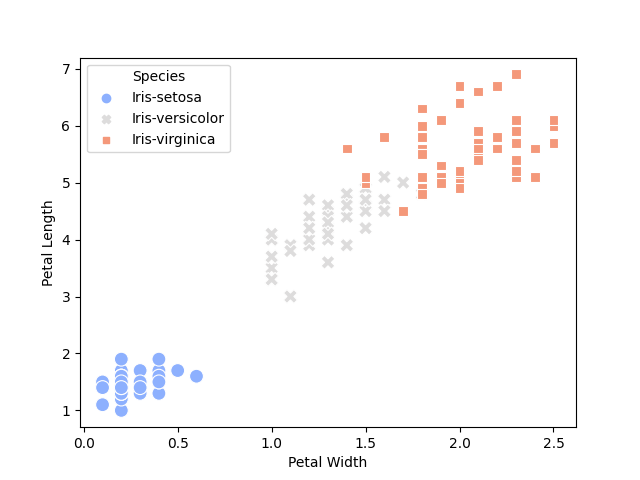 7
6
5
4
3
2
1
Petal Length
Species
Iris-setosa
Iris-versicolor
Iris-virginica
0.0 0.5 1.0 1.5 2.0 2.5
Petal Width